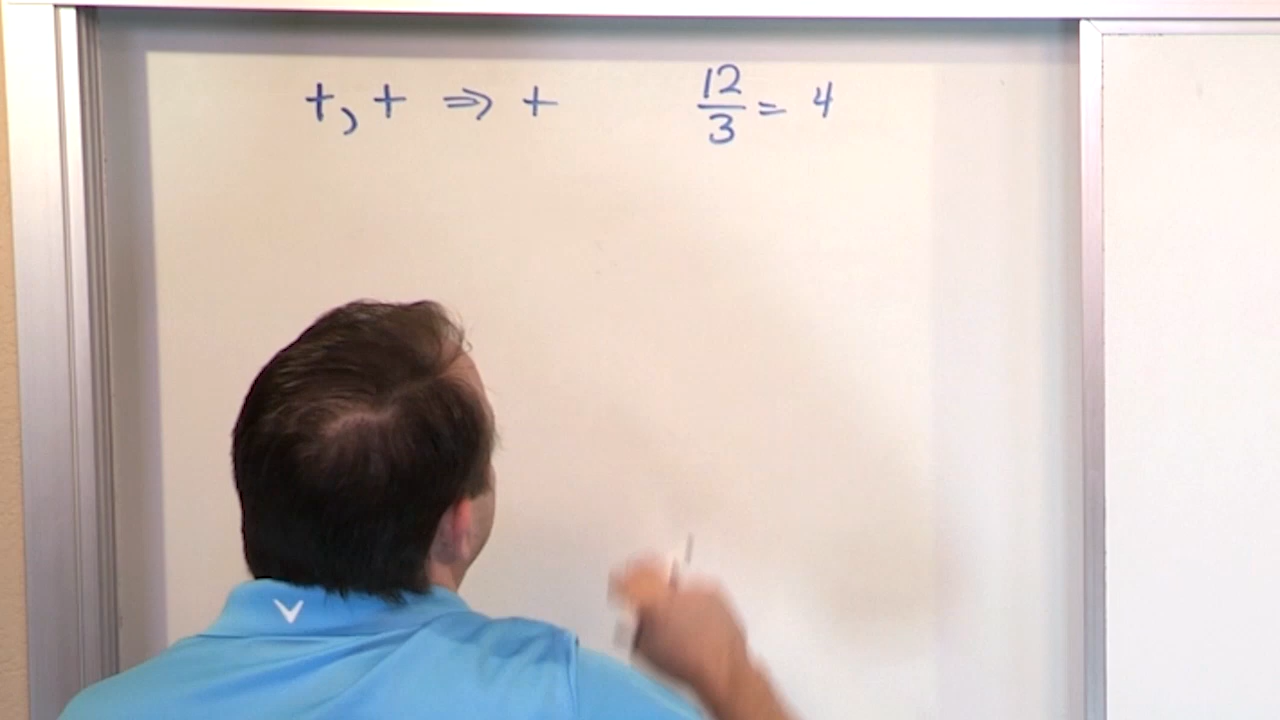 +, + ⇒ + 12/3 = 4